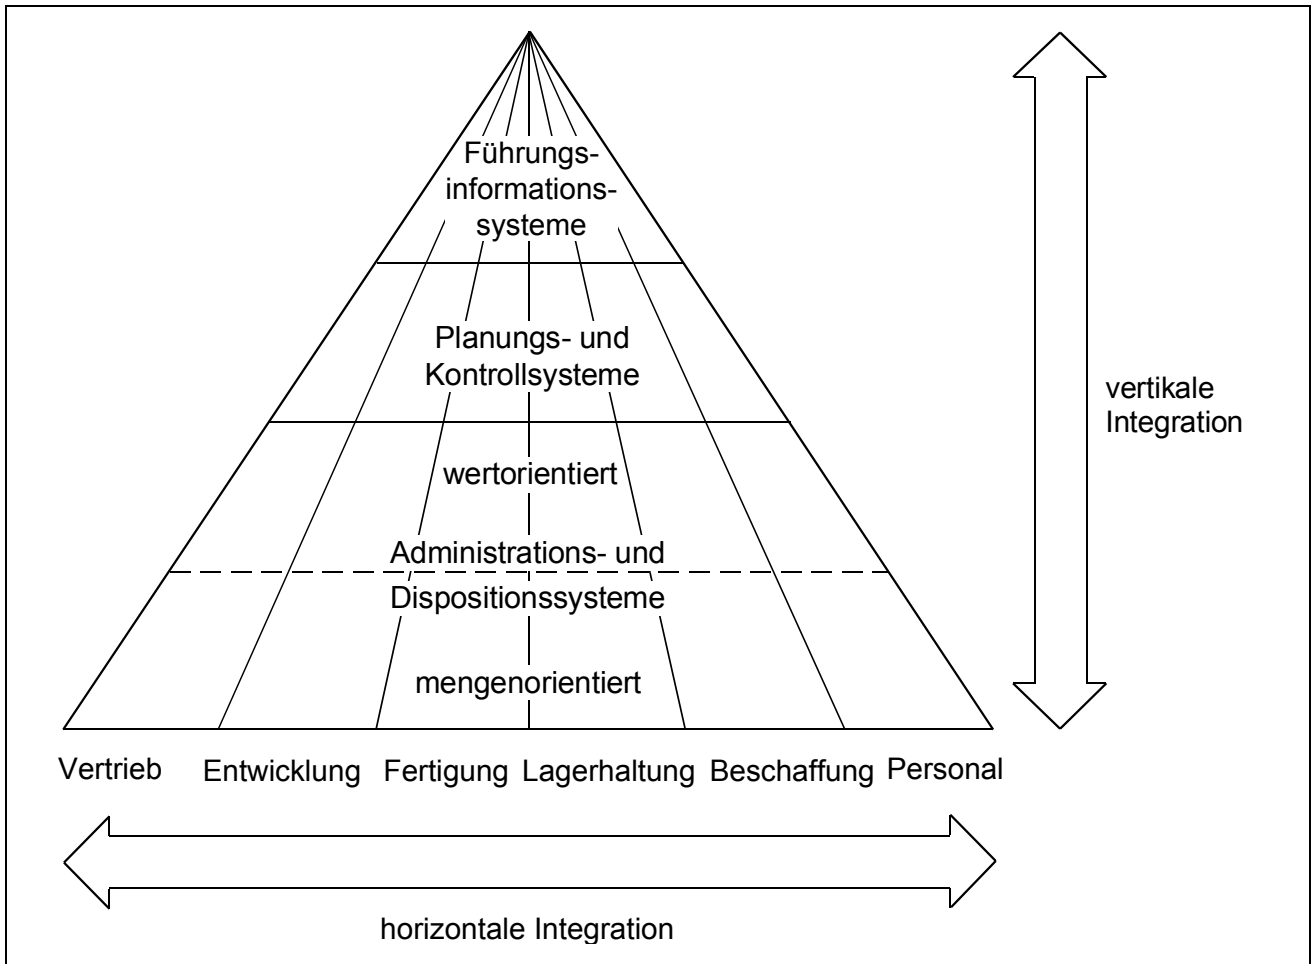 Führungs-
informations-
systeme
Planungs- und
Kontrollsysteme
vertikale
Integration
wertorientiert
Administrations- und
Dispositionssysteme
mengenorientiert
Vertrieb Entwicklung Fertigung Lagerhaltung Beschaffung Personal
horizontale Integration